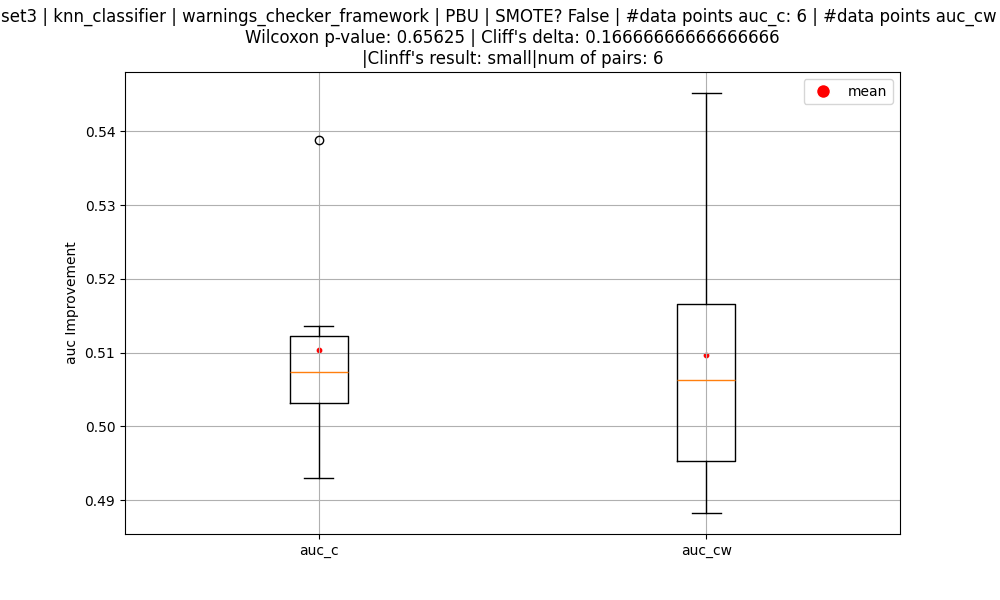 set3 | knn_classifier | warnings_checker_framework | PBU | SMOTE? False | #data points auc_c: 6 | #data points auc_cw
Wilcoxon p-value: 0.65625 | Cliff's delta: 0.16666666666666666
|Clinff's result: small|num of pairs: 6
mean
0.54
0.53
0.52
0.51
0.50
0.49
auc Improvement
auc_c
auc_cw